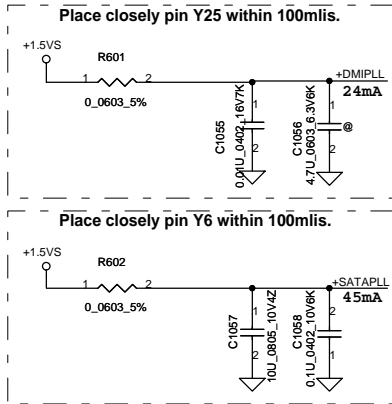 Place closely pin Y25 within 100mlis.
+1.5VS
R601
1 2
0_0603_5%
+DMIPLL
24mA
C1055
0.01U_0402_16V7K
1
2
C1056
4.7U_0603_6.3V6K
1
2
@
Place closely pin Y6 within 100mlis.
+1.5VS
R602
1 2
0_0603_5%
+SATAPLL
45mA
C1057
10U_0805_10V4Z
1
2
C1058
0.1U_0402_10V6K
2
1